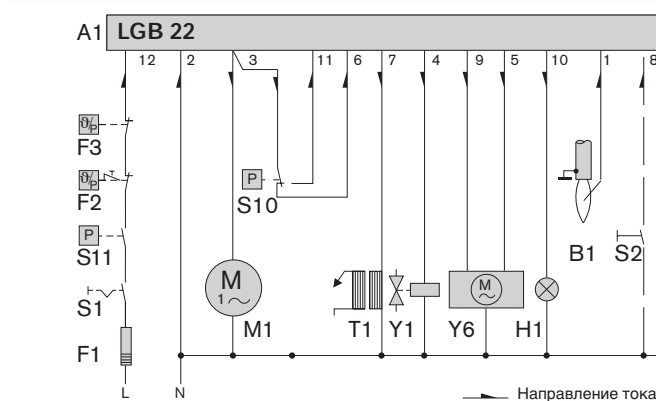 A1 LGB 22
12 2 3 11 6 7 4 9 5 10 1 8
ϑ/P
F3
ϑ/P
F2
P
S10
P
S11
B1 S2
M
1~
M
~
S1
M1 T1 Y1 Y6 H1
F1
L N
Направление тока